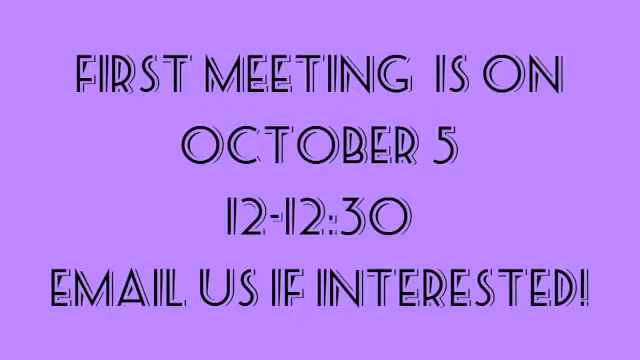 FIRST MEETING IS ON
OCTOBER 5
12-12:30
EMAIL US IF INTERESTED!